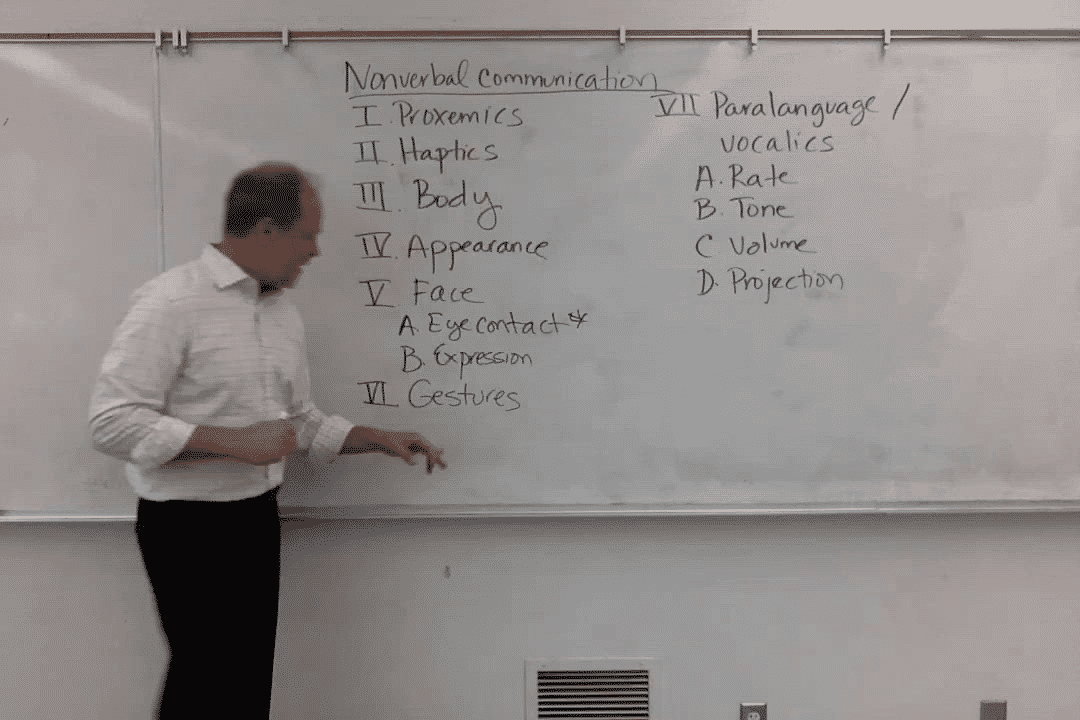 Nonverbal Communication
I. Proxemics
II. Haptics
III. Body
IV. Appearance
V Face
A. Eye contact*
B. Expression
VI Gestures
VII Paralanguage /
vocalics
A. Rate
B. Tone
C Volume
D. Projection